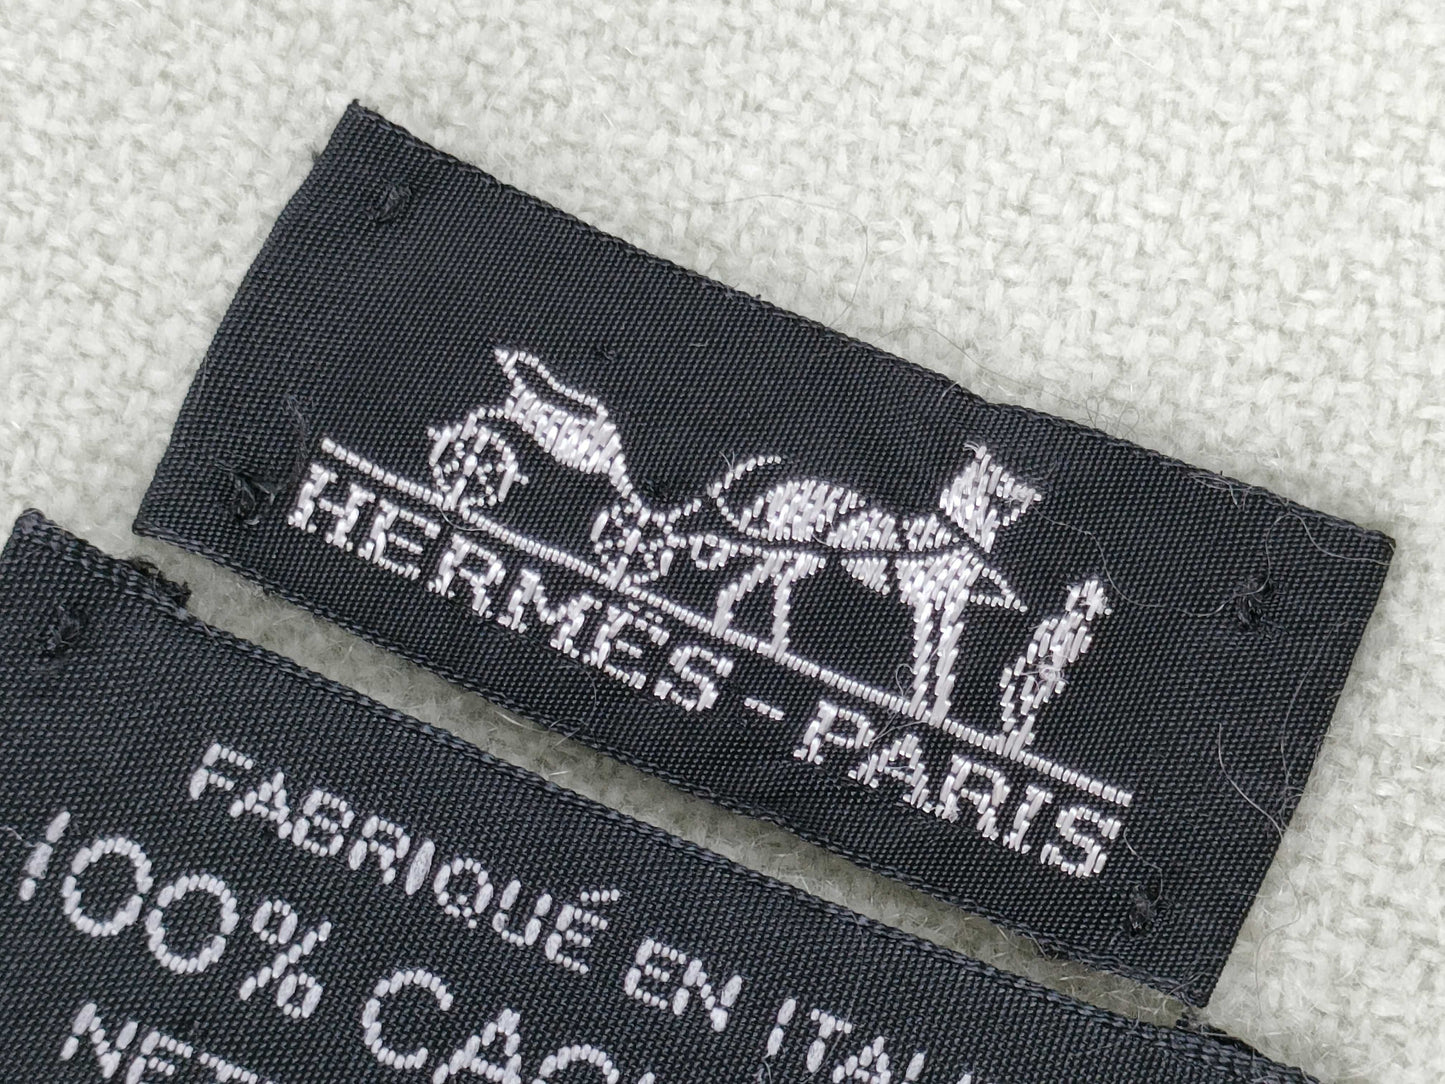 HERMÈS-PARIS
FABRIQUÉ EN
100%